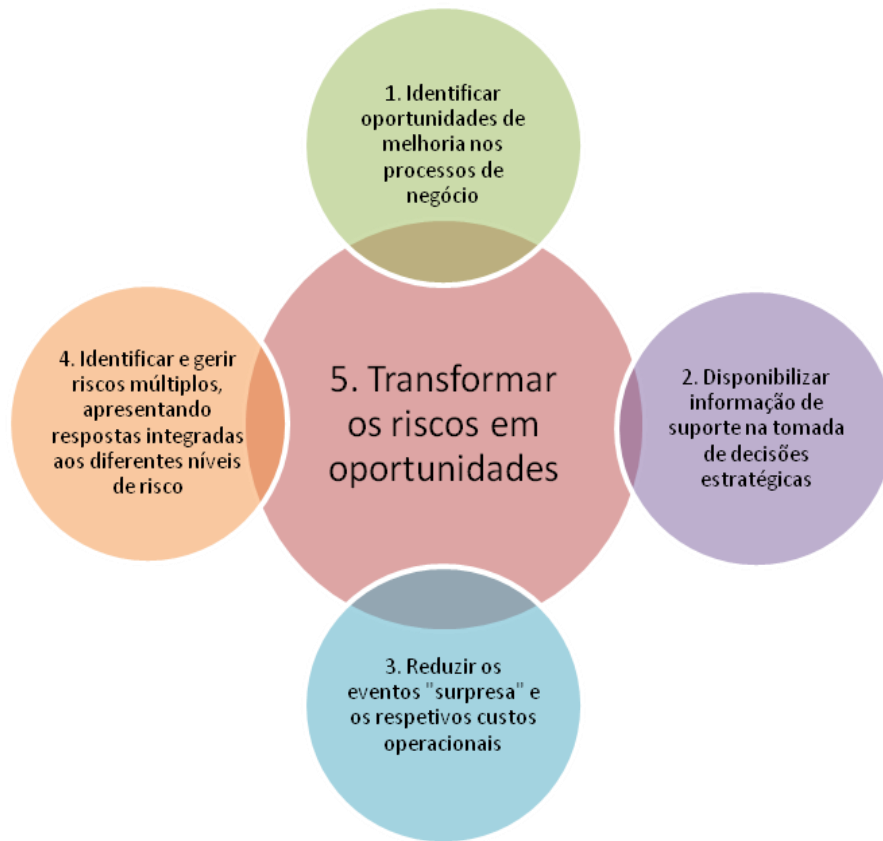 1. Identificar
oportunidades de
melhoria nos
processos de
negócio
5. Transformar
os riscos em
oportunidades
2. Disponibilizar
informação de
suporte na tomada
de decisões
estratégicas
3. Reduzir os
eventos "surpresa" e
os respetivos custos
operacionais
4. Identificar e gerir
riscos múltiplos,
apresentando
respostas integradas
aos diferentes níveis
de risco